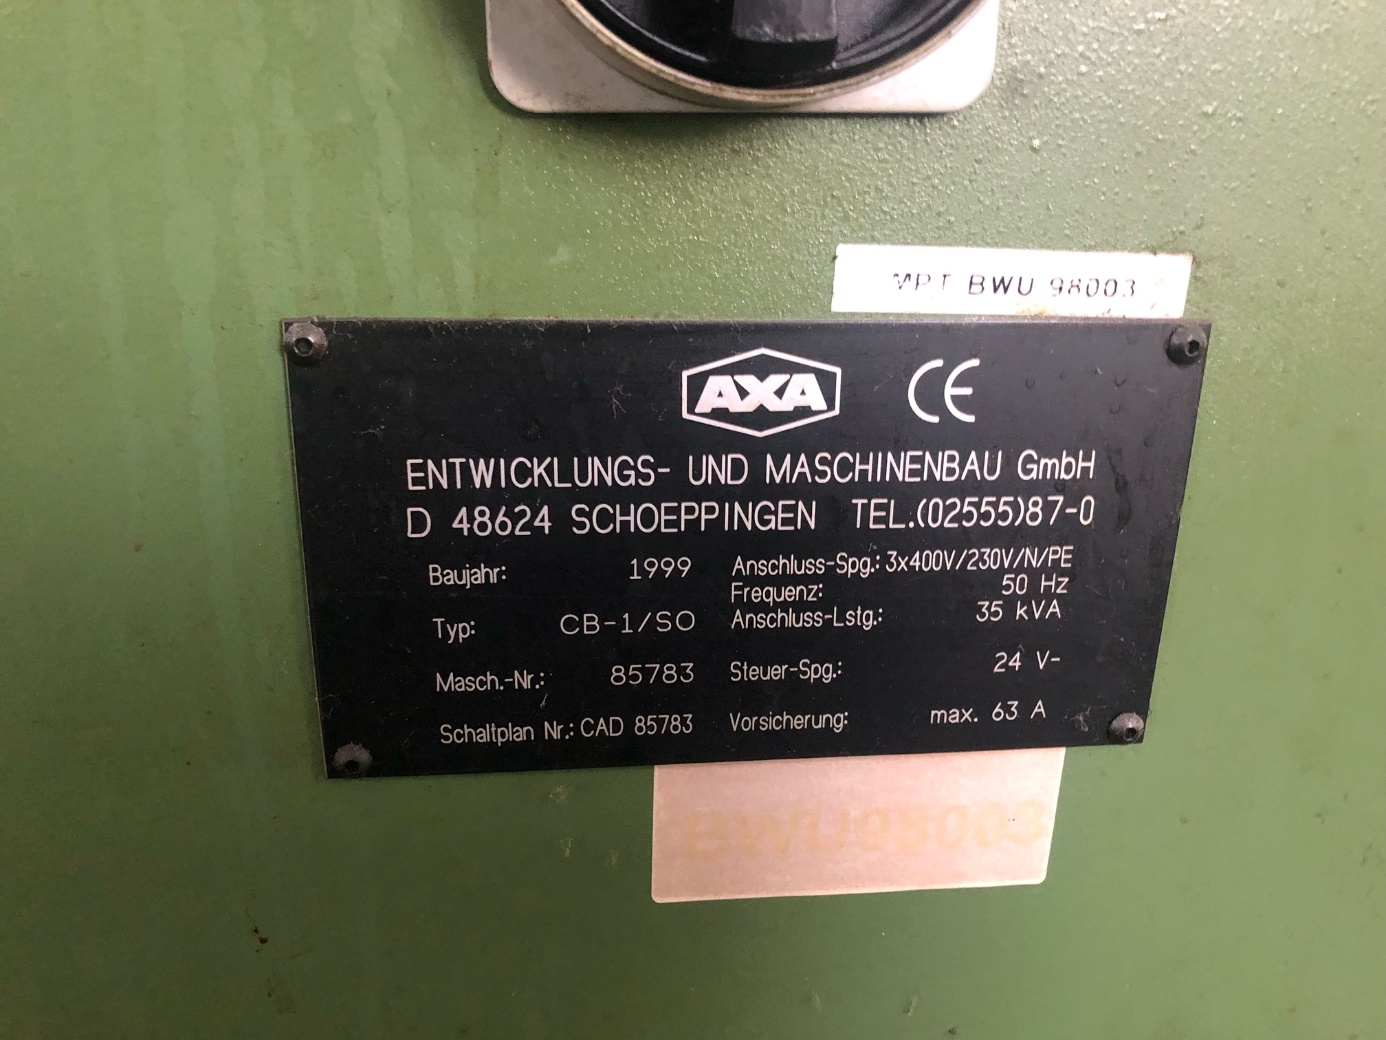 MPT BWU 98003
AXA CE
ENTWICKLUNGS- UND MASCHINENBAU GmbH
D 48624 SCHOEPPINGEN TEL.(02555)87-0
Baujahr: 1999
Anschluss-Spg.: 3x400V/230V/N/PE
Frequenz: 50 Hz
Typ: CB-1/SO
Anschluss-Lstg.: 35 kVA
Masch.-Nr.: 85783
Steuer-Spg.: 24 V-
Schaltplan Nr.: CAD 85783
Vorsicherung: max. 63 A
BWU98003